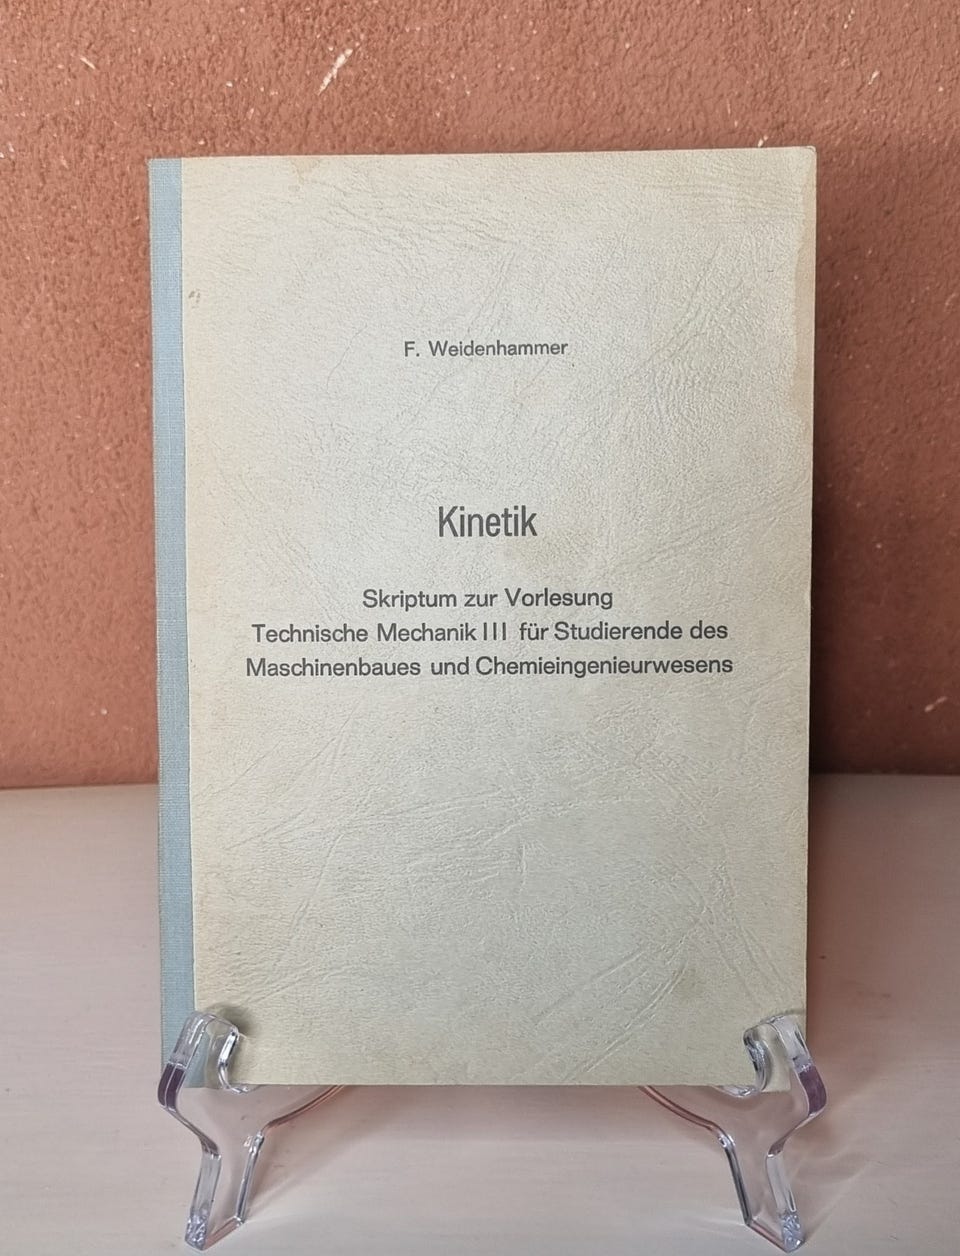 F. Weidenhammer
Kinetik
Skriptum zur Vorlesung
Technische Mechanik III für Studierende des
Maschinenbaues und Chemieingenieurwesens